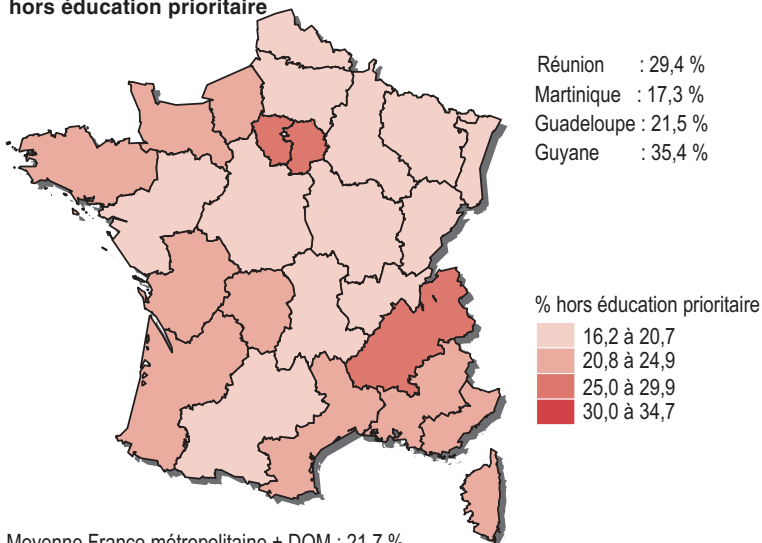 hors éducation prioritaire
Réunion : 29,4 %
Martinique : 17,3 %
Guadeloupe : 21,5 %
Guyane : 35,4 %
% hors éducation prioritaire
16,2 à 20,7
20,8 à 24,9
25,0 à 29,9
30,0 à 34,7
Moyenne France métropolitaine + DOM : 21,7 %